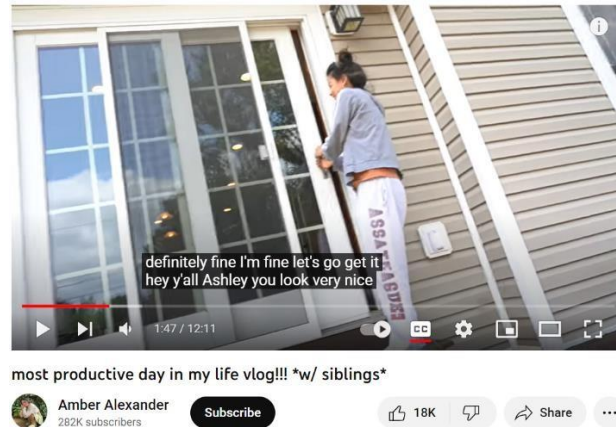 definitely fine I'm fine let's go get it
hey y'all Ashley you look very nice
1:47 / 12:11
CC
most productive day in my life vlog!!! *w/ siblings*
Amber Alexander
282K subscribers
Subscribe
18K
Share